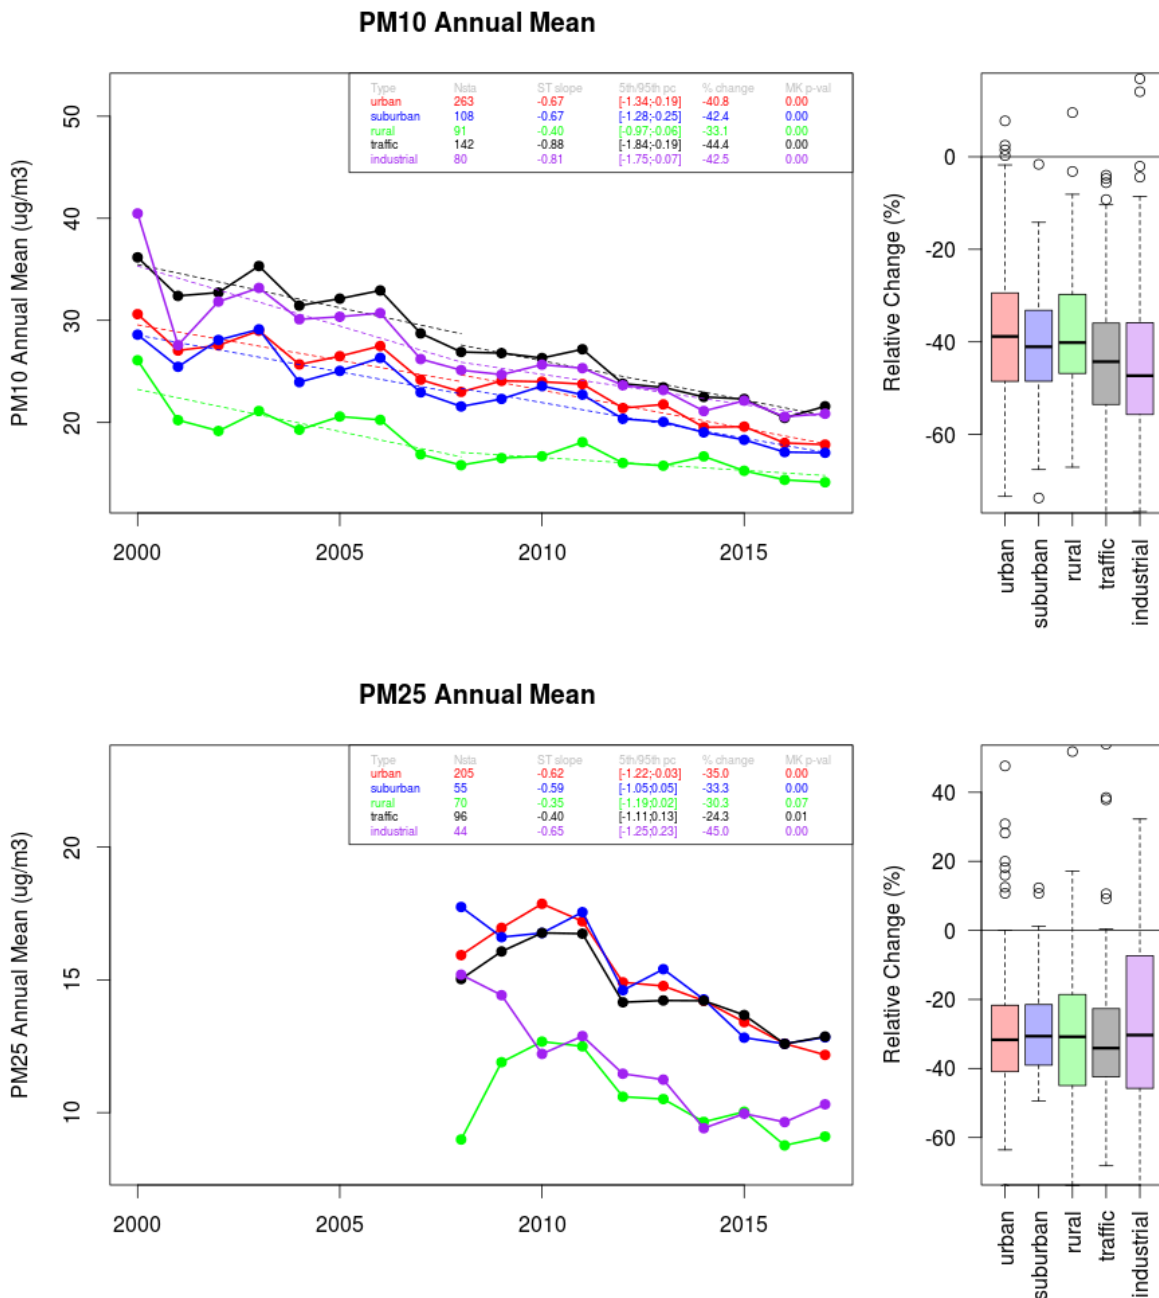 PM10 Annual Mean
Type Nsta ST slope 5th/95th pc % change MK p-val
urban 263 -0.67 [-1.34;-0.19] -40.8 0.00
suburban 108 -0.67 [-1.28;-0.25] -42.4 0.00
rural 91 -0.40 [-0.97;-0.06] -33.1 0.00
traffic 142 -0.88 [-1.84;-0.19] -44.4 0.00
industrial 80 -0.81 [-1.75;-0.07] -42.5 0.00
PM10 Annual Mean (ug/m3)
50
40
30
20
2000 2005 2010 2015
Relative Change (%)
0
-20
-40
-60
urban
suburban
rural
traffic
industrial
PM25 Annual Mean
Type Nsta ST slope 5th/95th pc % change MK p-val
urban 205 -0.62 [-1.22;-0.03] -35.0 0.00
suburban 55 -0.59 [-1.05;0.05] -33.3 0.00
rural 70 -0.35 [-1.19;0.02] -30.3 0.07
traffic 96 -0.40 [-1.11;0.13] -24.3 0.01
industrial 44 -0.65 [-1.25;0.23] -45.0 0.00
PM25 Annual Mean (ug/m3)
20
15
10
2000 2005 2010 2015
Relative Change (%)
40
20
0
-20
-40
-60
urban
suburban
rural
traffic
industrial